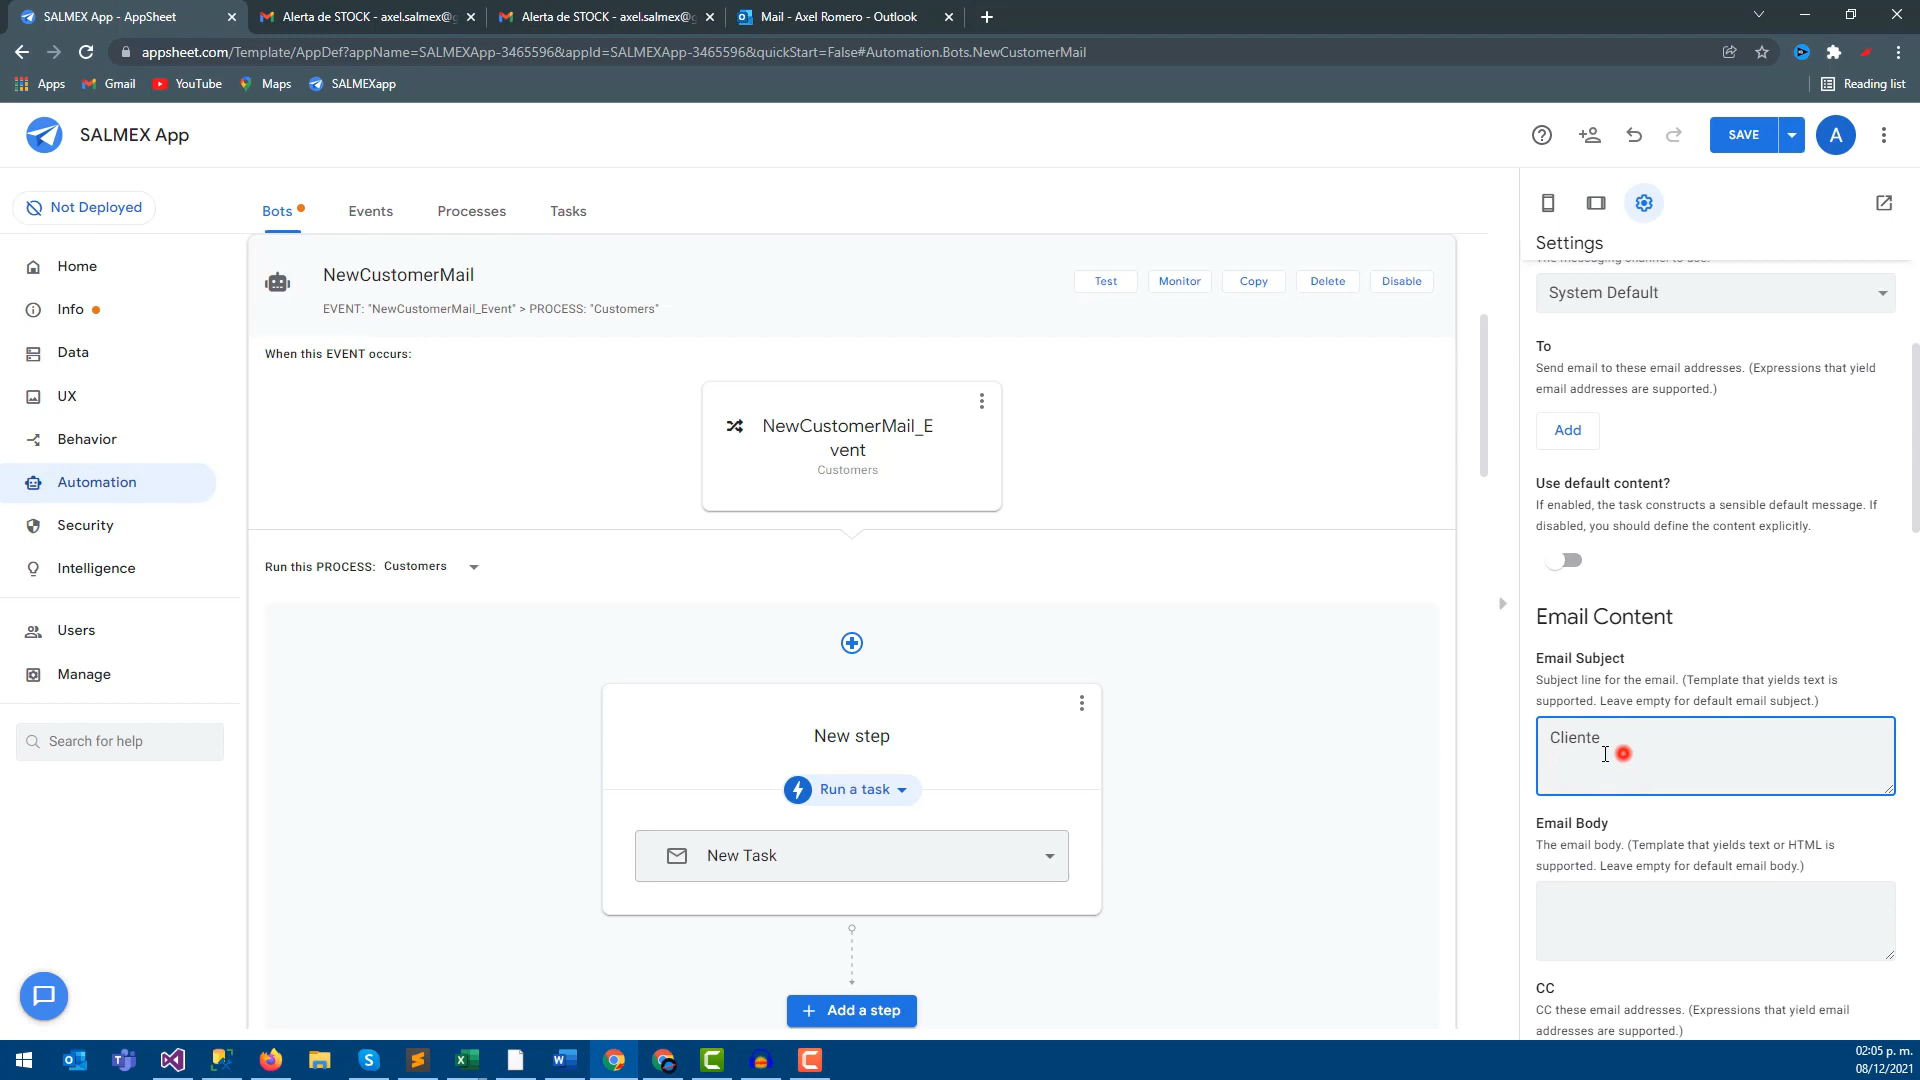 SALMEX App - AppSheet
Alerta de STOCK - axel.salmex@g
Alerta de STOCK - axel.salmex@g
Mail - Axel Romero - Outlook
appsheet.com/Template/AppDef?appName=SALMEXApp-3465596&appId=SALMEXApp-3465596&quickStart=False#Automation.Bots.NewCustomerMail
Apps
Gmail
YouTube
Maps
SALMEXapp
Reading list
SALMEX App
SAVE
A
Not Deployed
Bots
Events
Processes
Tasks
Home
Info
Data
UX
Behavior
Automation
Security
Intelligence
Users
Manage
Search for help
NewCustomerMail
EVENT: "NewCustomerMail_Event" > PROCESS: "Customers"
Test
Monitor
Copy
Delete
Disable
When this EVENT occurs:
NewCustomerMail_E
vent
Customers
Run this PROCESS: Customers
New step
Run a task
New Task
Add a step
Settings
The messaging channel to use.
System Default
To
Send email to these email addresses. (Expressions that yield
email addresses are supported.)
Add
Use default content?
If enabled, the task constructs a sensible default message. If
disabled, you should define the content explicitly.
Email Content
Email Subject
Subject line for the email. (Template that yields text is
supported. Leave empty for default email subject.)
Cliente
Email Body
The email body. (Template that yields text or HTML is
supported. Leave empty for default email body.)
CC
CC these email addresses. (Expressions that yield email
addresses are supported.)
02:05 p. m.
08/12/2021